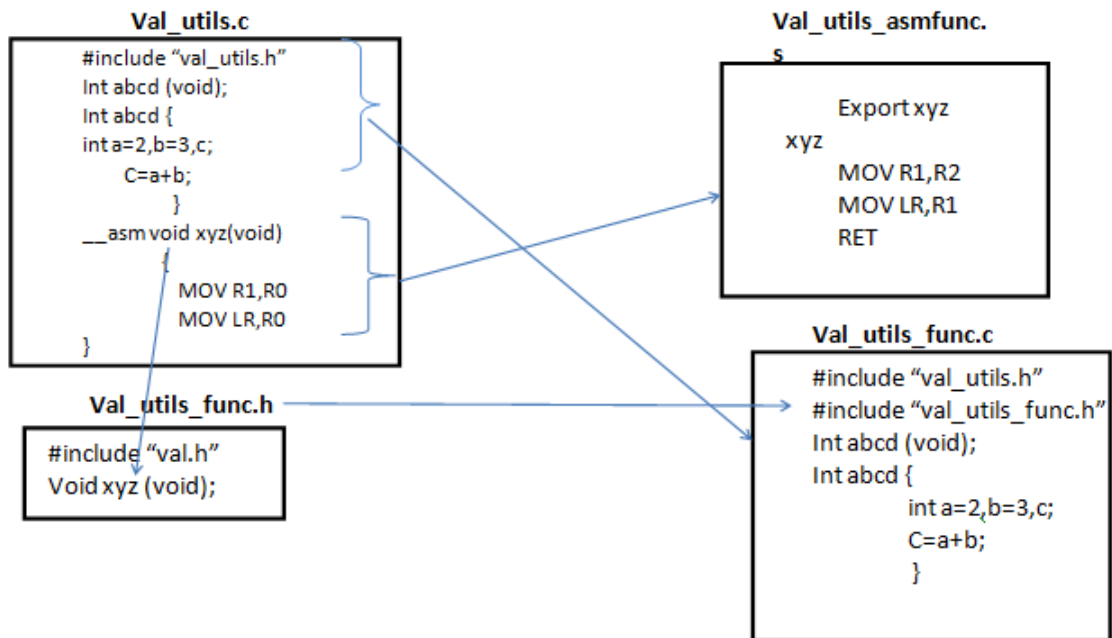 Val_utils.c
#include “val_utils.h”
Int abcd (void);
Int abcd {
int a=2,b=3,c;
C=a+b;
}
__asm void xyz(void)
{
MOV R1,R0
MOV LR,R0
}
Val_utils_func.h
#include “val.h”
Void xyz (void);
Val_utils_asmfunc.
s
Export xyz
xyz
MOV R1,R2
MOV LR,R1
RET
Val_utils_func.c
#include “val_utils.h”
#include “val_utils_func.h”
Int abcd (void);
Int abcd {
int a=2,b=3,c;
C=a+b;
}